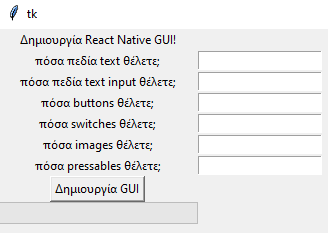 tk
Δημιουργία React Native GUI!
πόσα πεδία text θέλετε;
πόσα πεδία text input θέλετε;
πόσα buttons θέλετε;
πόσα switches θέλετε;
πόσα images θέλετε;
πόσα pressables θέλετε;
Δημιουργία GUI